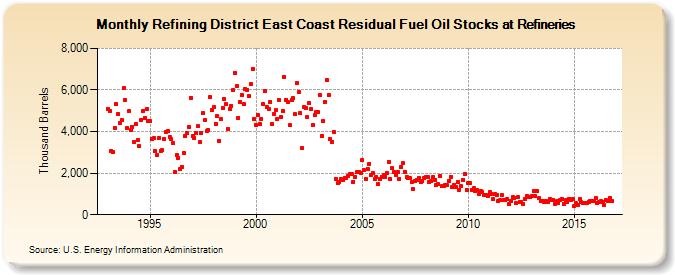 Monthly Refining District East Coast Residual Fuel Oil Stocks at Refineries
Thousand Barrels
8,000
6,000
4,000
2,000
0
1995 2000 2005 2010 2015
Source: U.S. Energy Information Administration